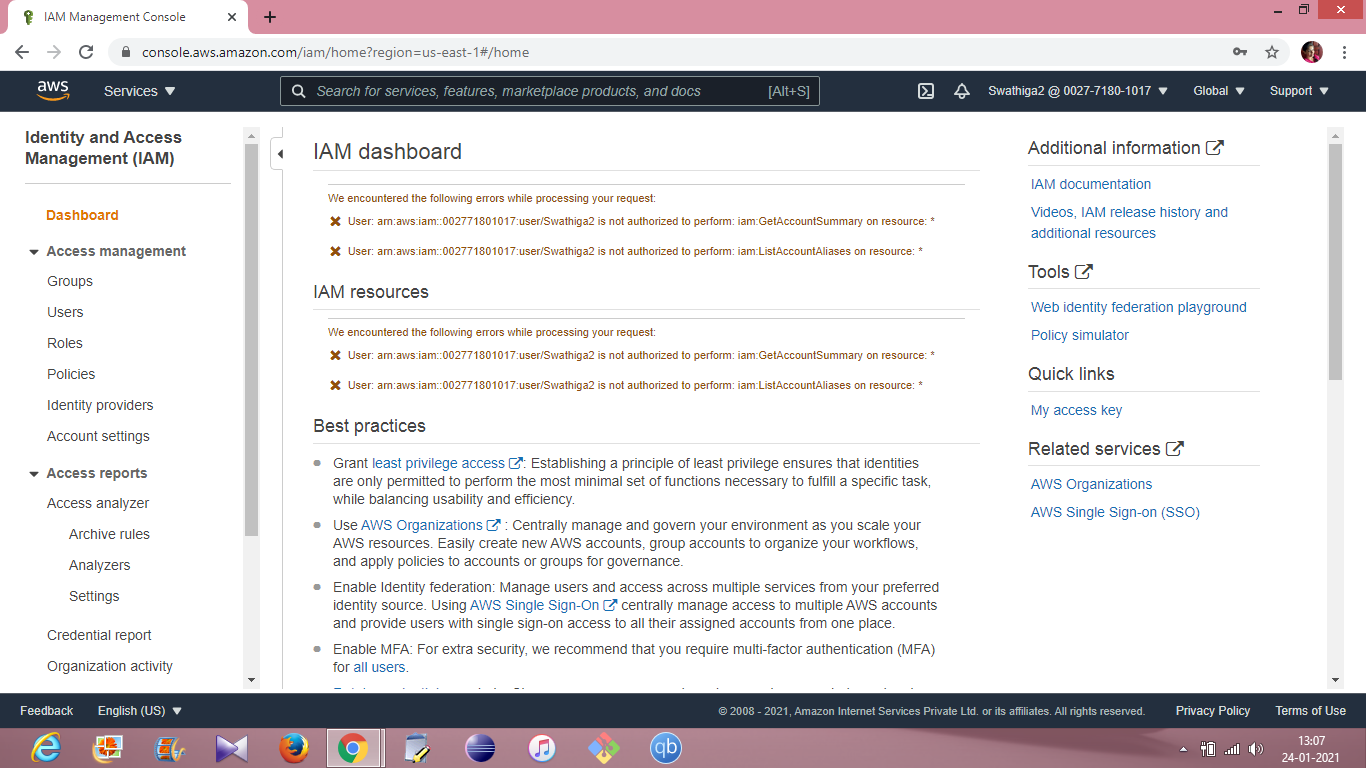 IAM Management Console
console.aws.amazon.com/iam/home?region=us-east-1#/home
aws
Services
Search for services, features, marketplace products, and docs [Alt+S]
Swathiga2 @ 0027-7180-1017
Global
Support
Identity and Access
Management (IAM)
Dashboard
Access management
Groups
Users
Roles
Policies
Identity providers
Account settings
Access reports
Access analyzer
Archive rules
Analyzers
Settings
Credential report
Organization activity
IAM dashboard
We encountered the following errors while processing your request:
User: arn:aws:iam::002771801017:user/Swathiga2 is not authorized to perform: iam:GetAccountSummary on resource: *
User: arn:aws:iam::002771801017:user/Swathiga2 is not authorized to perform: iam:ListAccountAliases on resource: *
IAM resources
We encountered the following errors while processing your request:
User: arn:aws:iam::002771801017:user/Swathiga2 is not authorized to perform: iam:GetAccountSummary on resource: *
User: arn:aws:iam::002771801017:user/Swathiga2 is not authorized to perform: iam:ListAccountAliases on resource: *
Best practices
Grant least privilege access : Establishing a principle of least privilege ensures that identities
are only permitted to perform the most minimal set of functions necessary to fulfill a specific task,
while balancing usability and efficiency.
Use AWS Organizations : Centrally manage and govern your environment as you scale your
AWS resources. Easily create new AWS accounts, group accounts to organize your workflows,
and apply policies to accounts or groups for governance.
Enable Identity federation: Manage users and access across multiple services from your preferred
identity source. Using AWS Single Sign-On centrally manage access to multiple AWS accounts
and provide users with single sign-on access to all their assigned accounts from one place.
Enable MFA: For extra security, we recommend that you require multi-factor authentication (MFA)
for all users.
Additional information
IAM documentation
Videos, IAM release history and
additional resources
Tools
Web identity federation playground
Policy simulator
Quick links
My access key
Related services
AWS Organizations
AWS Single Sign-on (SSO)
Feedback
English (US)
© 2008 - 2021, Amazon Internet Services Private Ltd. or its affiliates. All rights reserved.
Privacy Policy
Terms of Use
qb
13:07
24-01-2021